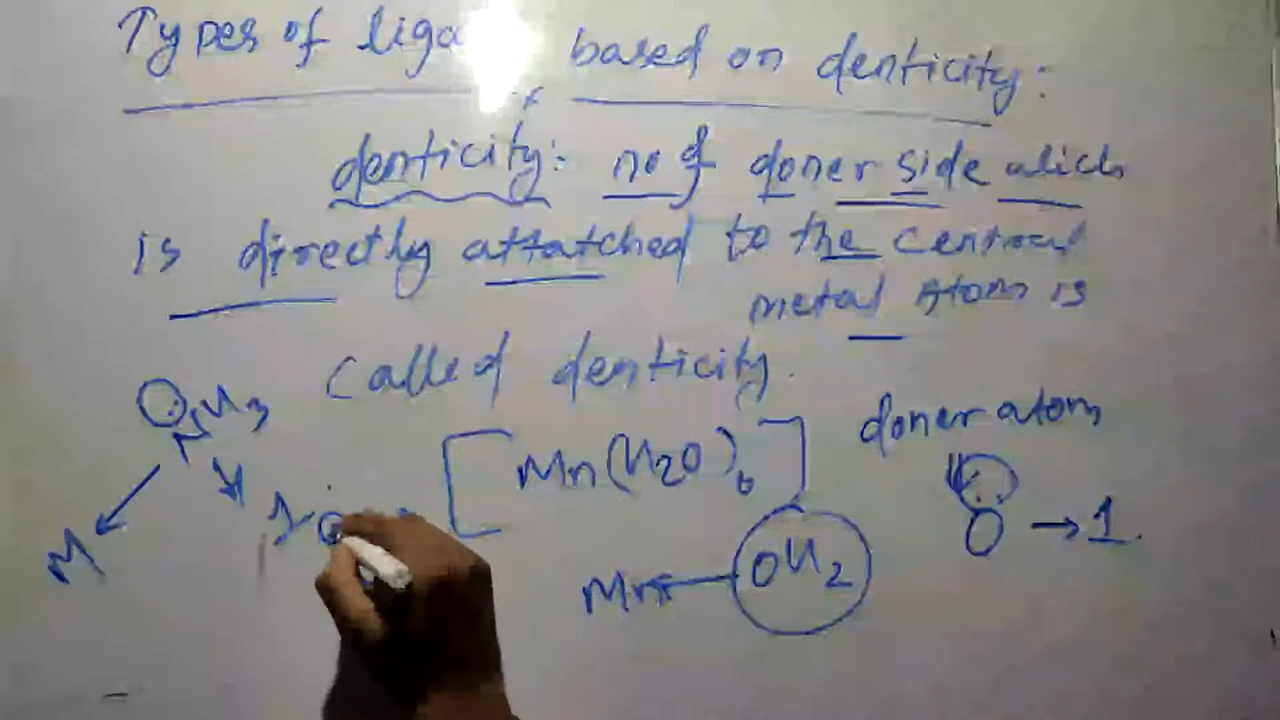 Types of liga based on denticity:
denticity: no of doner side which
is directly attatched to the central
metal Atom is
called denticity.
NH3
M
[Mn(H2O)6]
doner atom
O → 1.
Mn OH2